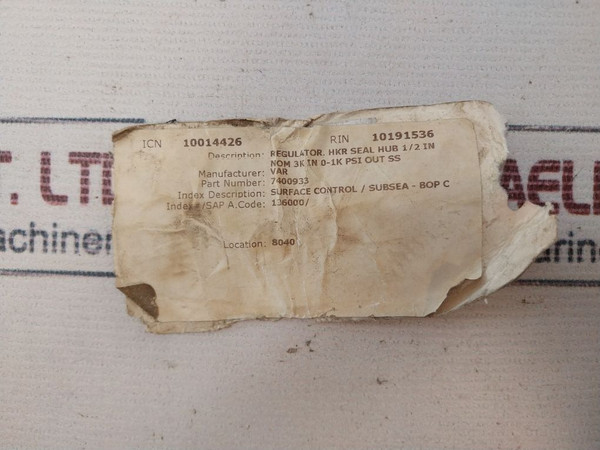 ICN 10014426 RIN 10191536
Description: REGULATOR, HKR SEAL HUB 1/2 IN
NOM 3K IN 0-1K PSI OUT SS
Manufacturer: VAR
Part Number: 7400933
Index Description: SURFACE CONTROL / SUBSEA - BOP C
Index #/SAP A.Code: 136000/
Location: 8040
T. LT
AEL
achiner
arine